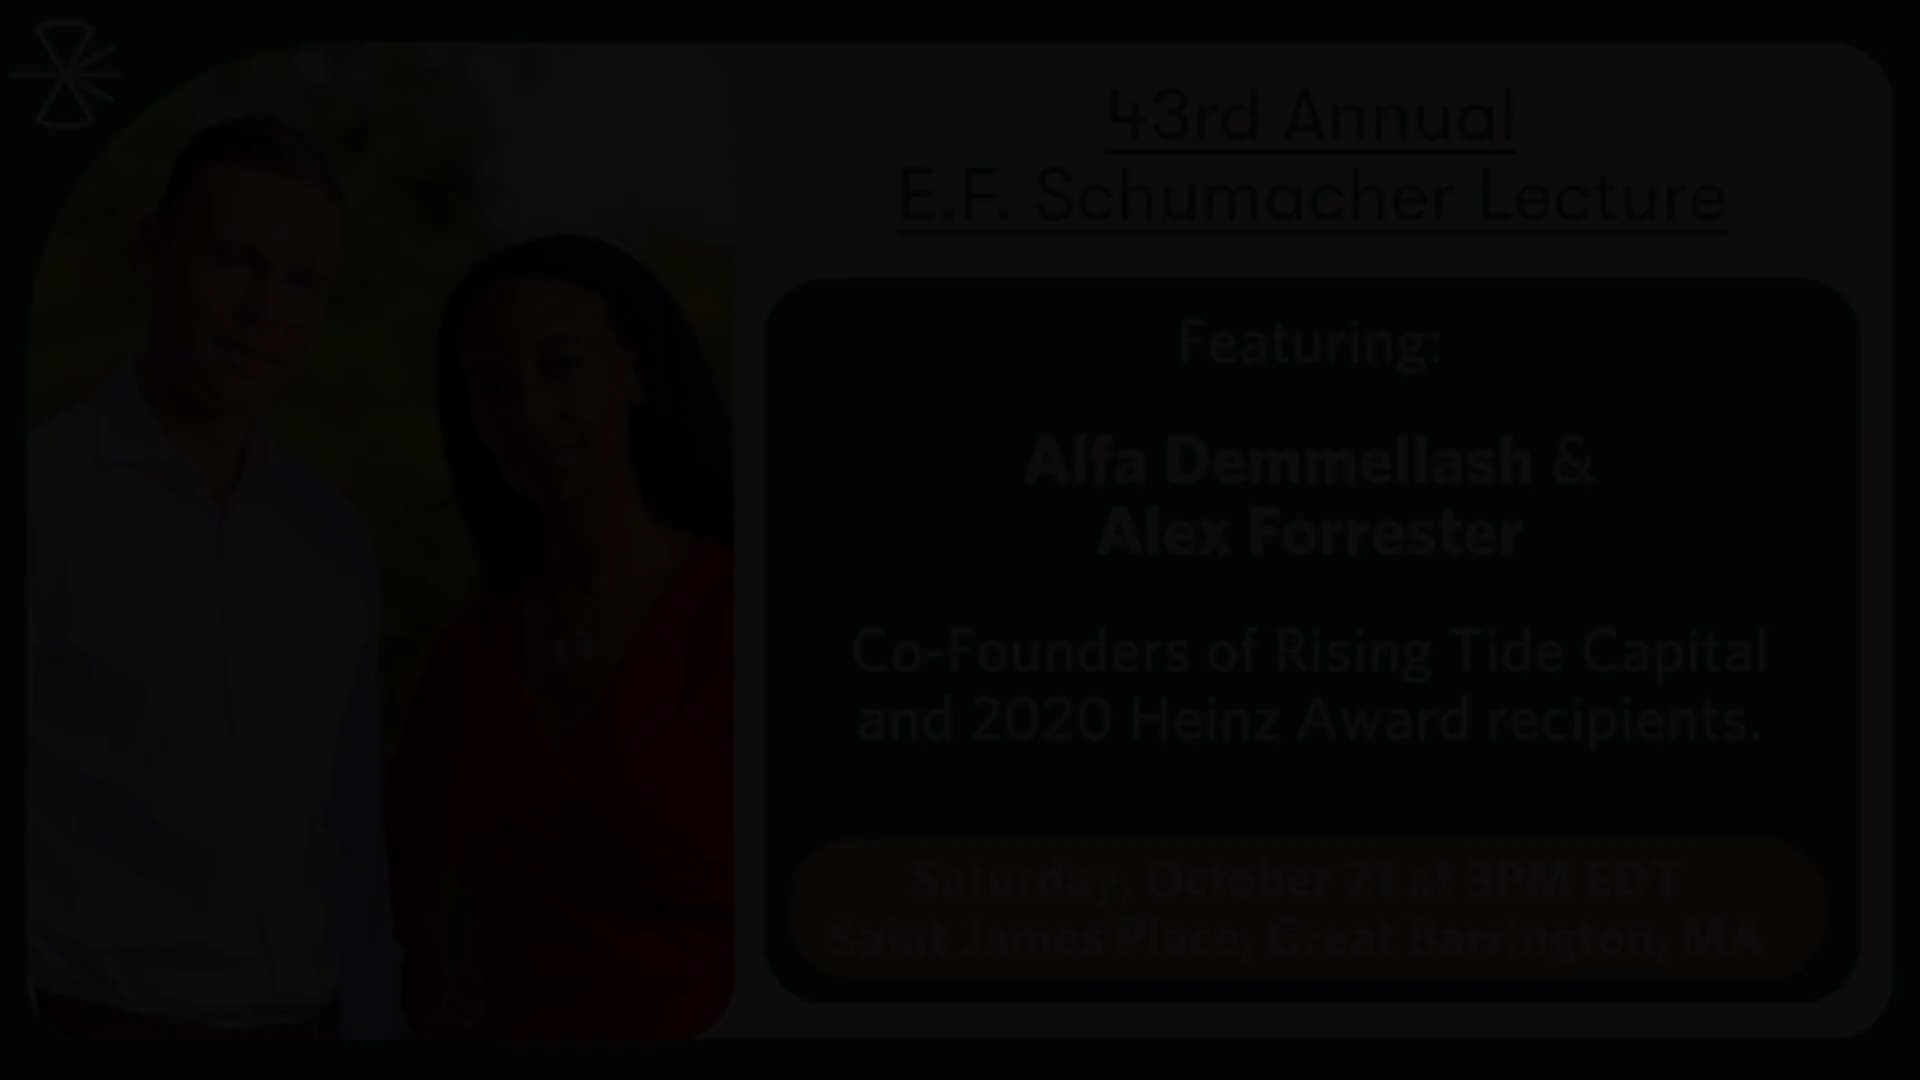 43rd Annual
E.F. Schumacher Lecture
Featuring:
Alfa Demmellash &
Alex Forrester
Co-Founders of Rising Tide Capital
and 2020 Heinz Award recipients.
Saturday, October 21 at 3PM EDT
Saint James Place, Great Barrington, MA